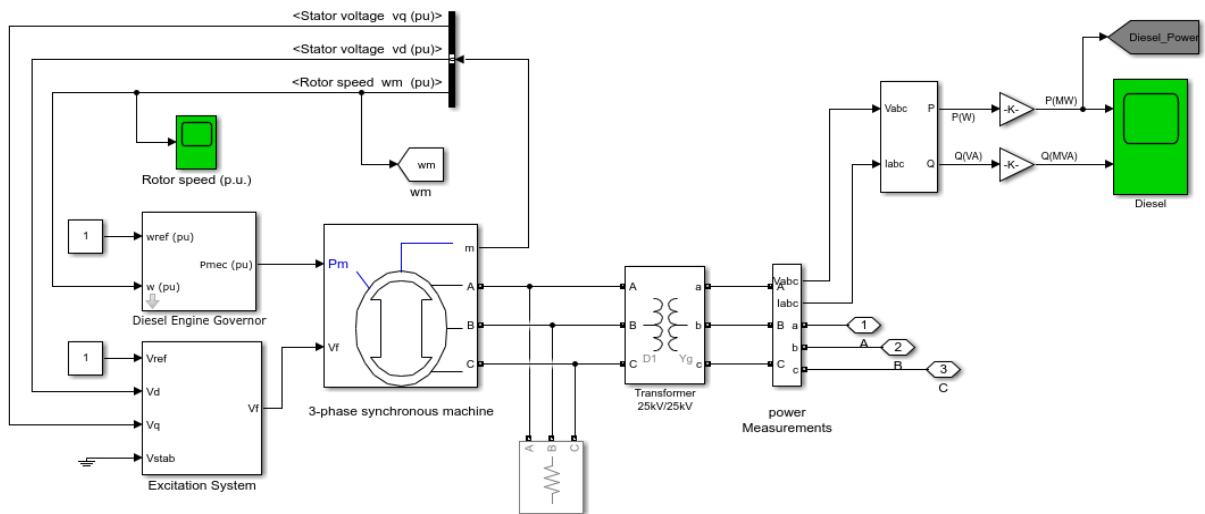 <Stator voltage vq (pu)>
<Stator voltage vd (pu)>
<Rotor speed wm (pu)>
Diesel_Power
Rotor speed (p.u.)
wm
wm
Vabc
Iabc
P
Q
P(W)
Q(VA)
-K-
-K-
P(MW)
Q(MVA)
Diesel
1
wref (pu)
w (pu)
Pmec (pu)
Diesel Engine Governor
1
Vref
Vd
Vq
Vstab
Vf
Excitation System
Pm
Vf
m
A
B
C
3-phase synchronous machine
A
B
C
A
B
C
D1
Yg
a
b
c
Transformer
25kV/25kV
A
B
C
Vabc
Iabc
a
b
c
power
Measurements
1
A
2
B
3
C